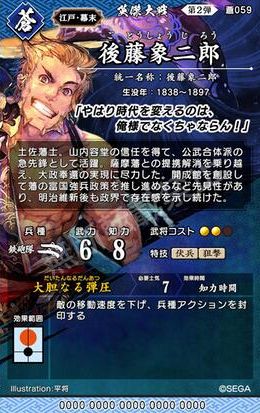 蒼
江戸・幕末
英傑大戦
第2弾
蒼059
ごとうしょうじろう
後藤象二郎
統一名称:後藤象二郎
生没年:1838~1897
「やはり時代を変えるのは、
俺様でなくちゃならん!」
土佐藩士。山内容堂の信任を得て、公武合体派の
急先鋒として活躍。薩摩藩との提携解消を乗り越
え、大政奉還の実現に尽力した。開成館を創設し
て藩の富国強兵政策を推し進めるなど先見性があ
り、明治維新後も政界で存在感を示し続けた。
兵種 武力 知力 武将コスト
鉄砲隊 6 8 特技 伏兵 狙撃
だいたんなるだんあつ 必要士気 効果時間
大胆なる弾圧 7 知力時間
効果範囲
敵の移動速度を下げ、兵種アクションを封
印する
Illustration:平将 ©SEGA
0000-0000-0000-0000-0000